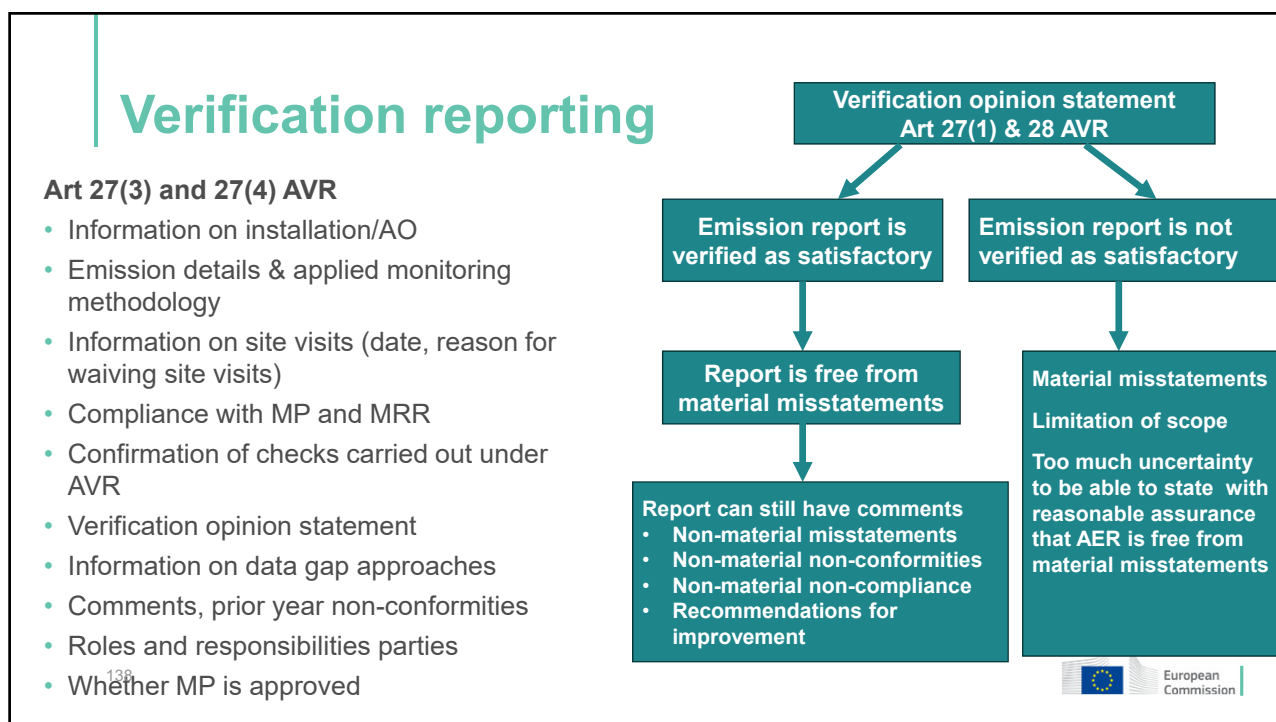 Verification reporting
Art 27(3) and 27(4) AVR
• Information on installation/AO
• Emission details & applied monitoring
methodology
• Information on site visits (date, reason for
waiving site visits)
• Compliance with MP and MRR
• Confirmation of checks carried out under
AVR
• Verification opinion statement
• Information on data gap approaches
• Comments, prior year non-conformities
• Roles and responsibilities parties
• Whether MP is approved
138
Verification opinion statement
Art 27(1) & 28 AVR
Emission report is
verified as satisfactory
Emission report is not
verified as satisfactory
Report is free from
material misstatements
Report can still have comments
• Non-material misstatements
• Non-material non-conformities
• Non-material non-compliance
• Recommendations for
improvement
Material misstatements
Limitation of scope
Too much uncertainty
to be able to state with
reasonable assurance
that AER is free from
material misstatements
European
Commission